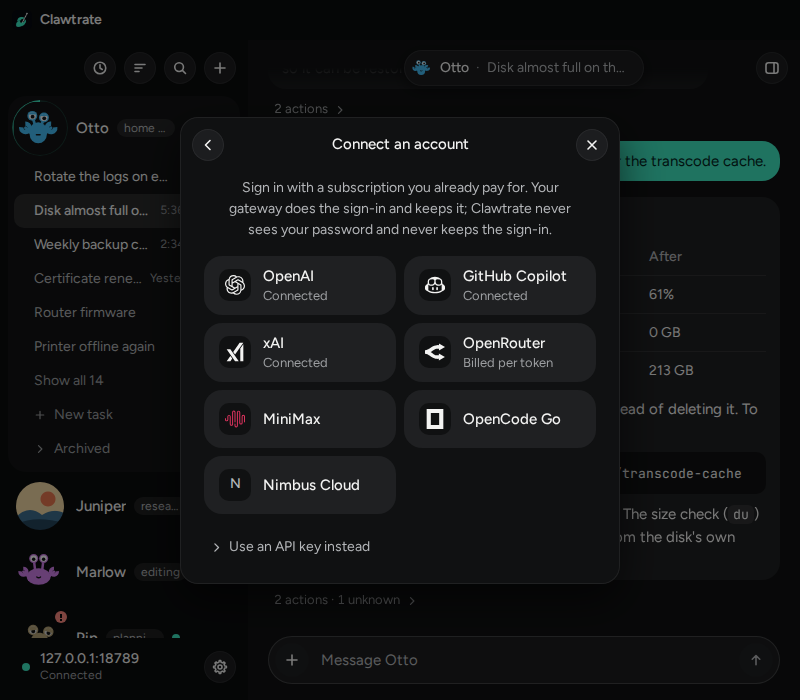 Clawtrate
Otto · Disk almost full on th...
2 actions
Otto home ...
the transcode cache.
Connect an account
Rotate the logs on e...
Sign in with a subscription you already pay for. Your
gateway does the sign-in and keeps it; Clawtrate never
sees your password and never keeps the sign-in.
Disk almost full o... 5:36
Weekly backup c... 2:34
Certificate rene... Yeste
Router firmware
Printer offline again
Show all 14
+ New task
Archived
OpenAI
Connected
GitHub Copilot
Connected
xAI
Connected
OpenRouter
Billed per token
MiniMax
OpenCode Go
N Nimbus Cloud
Use an API key instead
After
61%
0 GB
213 GB
ead of deleting it. To
/transcode-cache
The size check ( du )
om the disk's own
2 actions · 1 unknown
Juniper resea...
Marlow editing
Pip planni...
127.0.0.1:18789
Connected
Message Otto